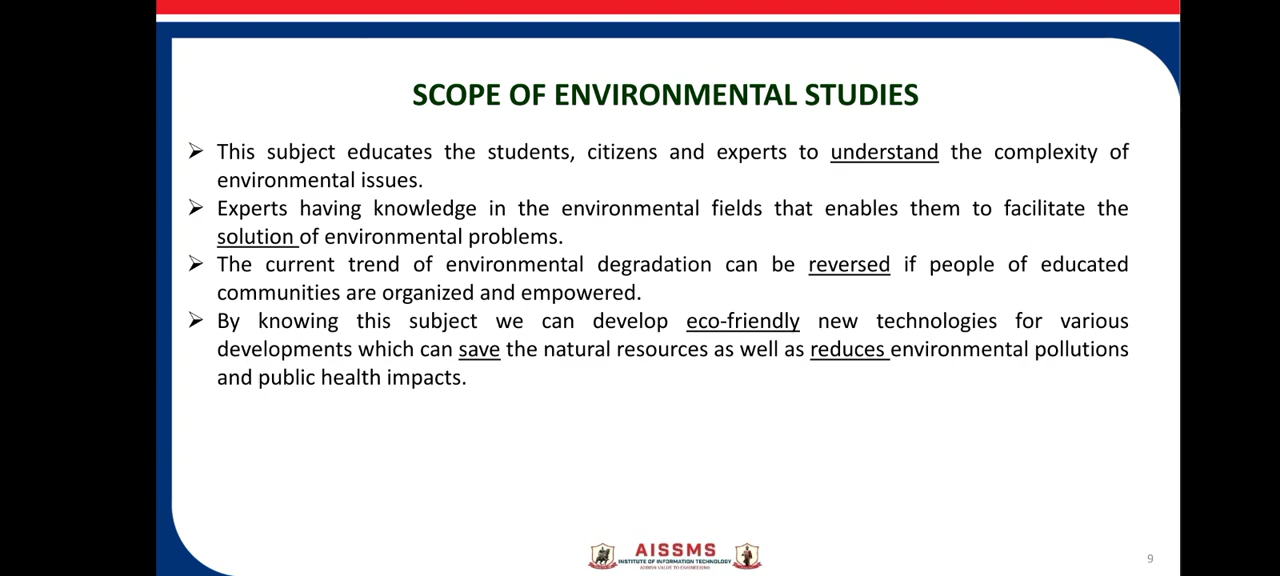 SCOPE OF ENVIRONMENTAL STUDIES
➢ This subject educates the students, citizens and experts to understand the complexity of
environmental issues.
➢ Experts having knowledge in the environmental fields that enables them to facilitate the
solution of environmental problems.
➢ The current trend of environmental degradation can be reversed if people of educated
communities are organized and empowered.
➢ By knowing this subject we can develop eco-friendly new technologies for various
developments which can save the natural resources as well as reduces environmental pollutions
and public health impacts.
AISSMS
INSTITUTE OF INFORMATION TECHNOLOGY
ADDING VALUE TO ENGINEERING
9